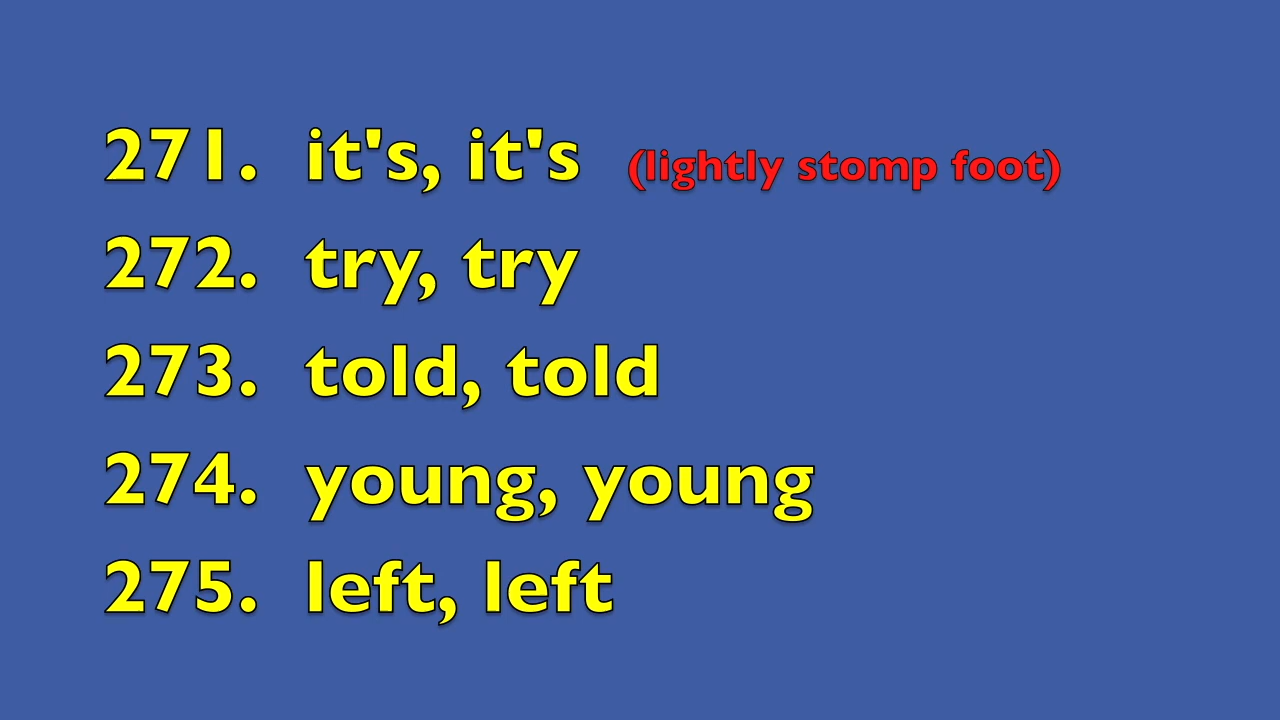 271. it's, it's (lightly stomp foot)
272. try, try
273. told, told
274. young, young
275. left, left